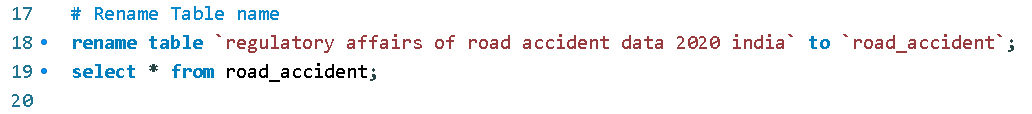 17 # Rename Table name
18 • rename table `regulatory affairs of road accident data 2020 india` to `road_accident`;
19 • select * from road_accident;
20